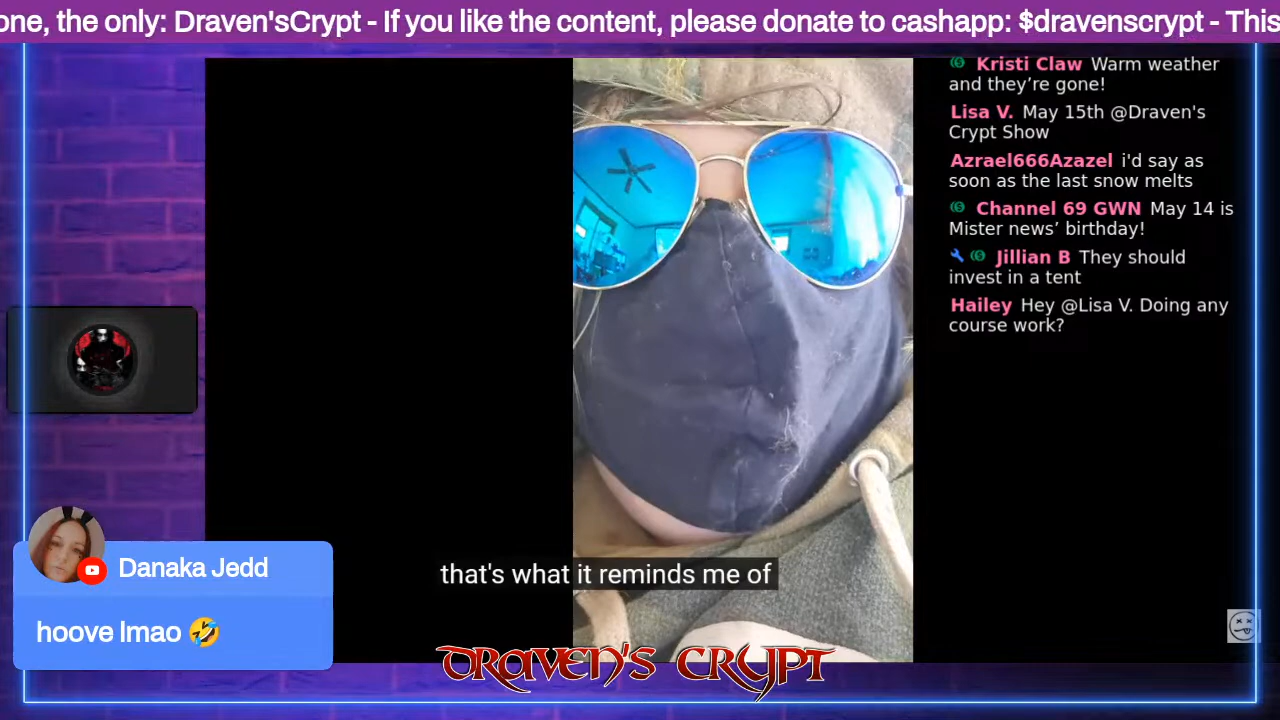 one, the only: Draven'sCrypt - If you like the content, please donate to cashapp: $dravenscrypt - This
Kristi Claw Warm weather
and they’re gone!
Lisa V. May 15th @Draven's
Crypt Show
Azrael666Azazel i'd say as
soon as the last snow melts
Channel 69 GWN May 14 is
Mister news’ birthday!
Jillian B They should
invest in a tent
Hailey Hey @Lisa V. Doing any
course work?
that's what it reminds me of
Danaka Jedd
hoove lmao 🤣
DRAVEN'S CRYPT